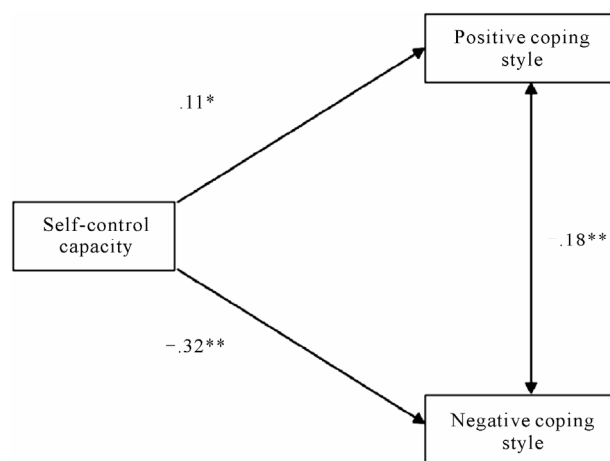 Positive coping
style
.11*
Self-control
capacity
-.18**
−.32**
Negative coping
style